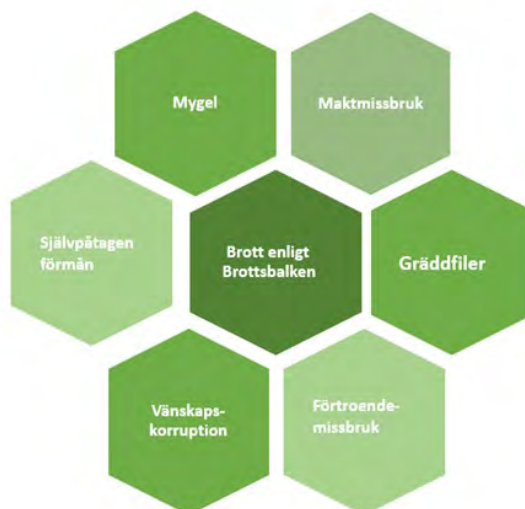 Mygel
Maktmissbruk
Självpåtagen
förmån
Brott enligt
Brottsbalken
Gräddfiler
Vänskaps-
korruption
Förtroende-
missbruk